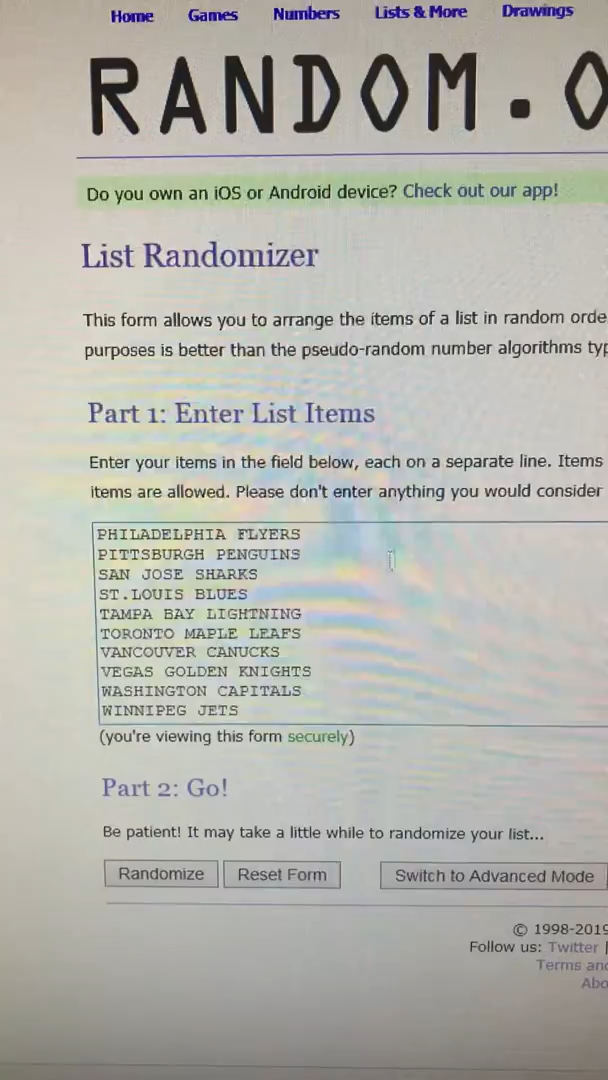 Home Games Numbers Lists & More Drawings
RANDOM.O
Do you own an iOS or Android device? Check out our app!
List Randomizer
This form allows you to arrange the items of a list in random orde
purposes is better than the pseudo-random number algorithms typ
Part 1: Enter List Items
Enter your items in the field below, each on a separate line. Items
items are allowed. Please don't enter anything you would consider
PHILADELPHIA FLYERS
PITTSBURGH PENGUINS
SAN JOSE SHARKS
ST.LOUIS BLUES
TAMPA BAY LIGHTNING
TORONTO MAPLE LEAFS
VANCOUVER CANUCKS
VEGAS GOLDEN KNIGHTS
WASHINGTON CAPITALS
WINNIPEG JETS
(you're viewing this form securely)
Part 2: Go!
Be patient! It may take a little while to randomize your list...
Randomize Reset Form Switch to Advanced Mode
© 1998-2019
Follow us: Twitter |
Terms and
Abo